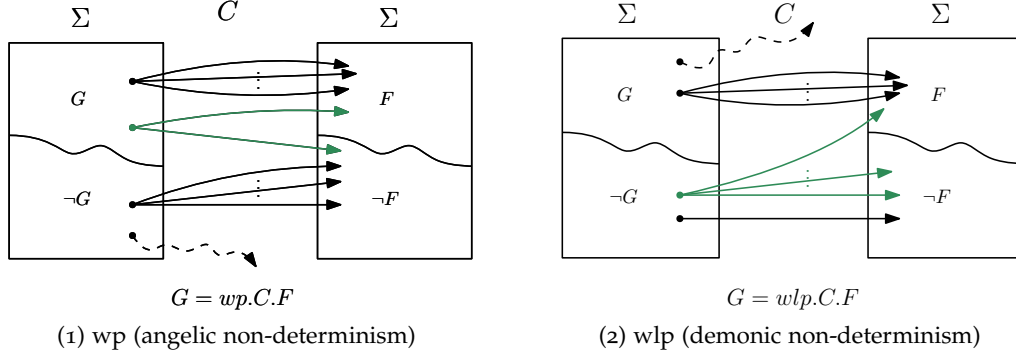 Σ C Σ
G F
¬G ¬F
G = wp.C.F
(1) wp (angelic non-determinism)
Σ C Σ
G F
¬G ¬F
G = wlp.C.F
(2) wlp (demonic non-determinism)